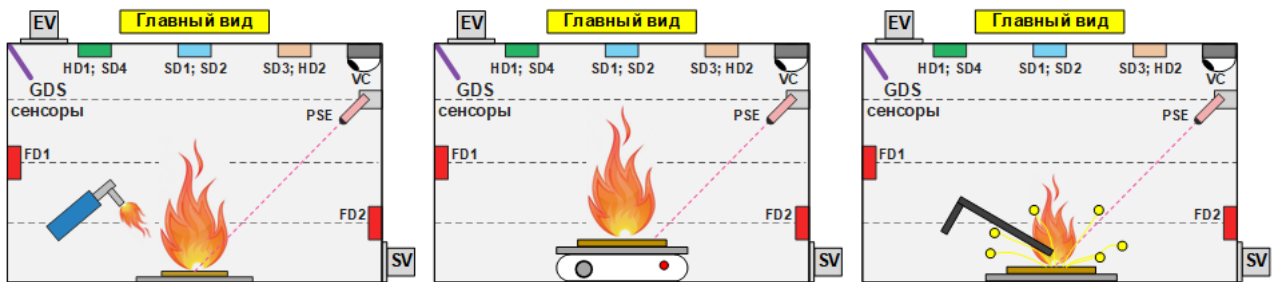 EV
Главный вид
HD1; SD4
SD1; SD2
SD3; HD2
VC
GDS
сенсоры
PSE
FD1
FD2
SV
EV
Главный вид
HD1; SD4
SD1; SD2
SD3; HD2
VC
GDS
сенсоры
PSE
FD1
FD2
SV
EV
Главный вид
HD1; SD4
SD1; SD2
SD3; HD2
VC
GDS
сенсоры
PSE
FD1
FD2
SV